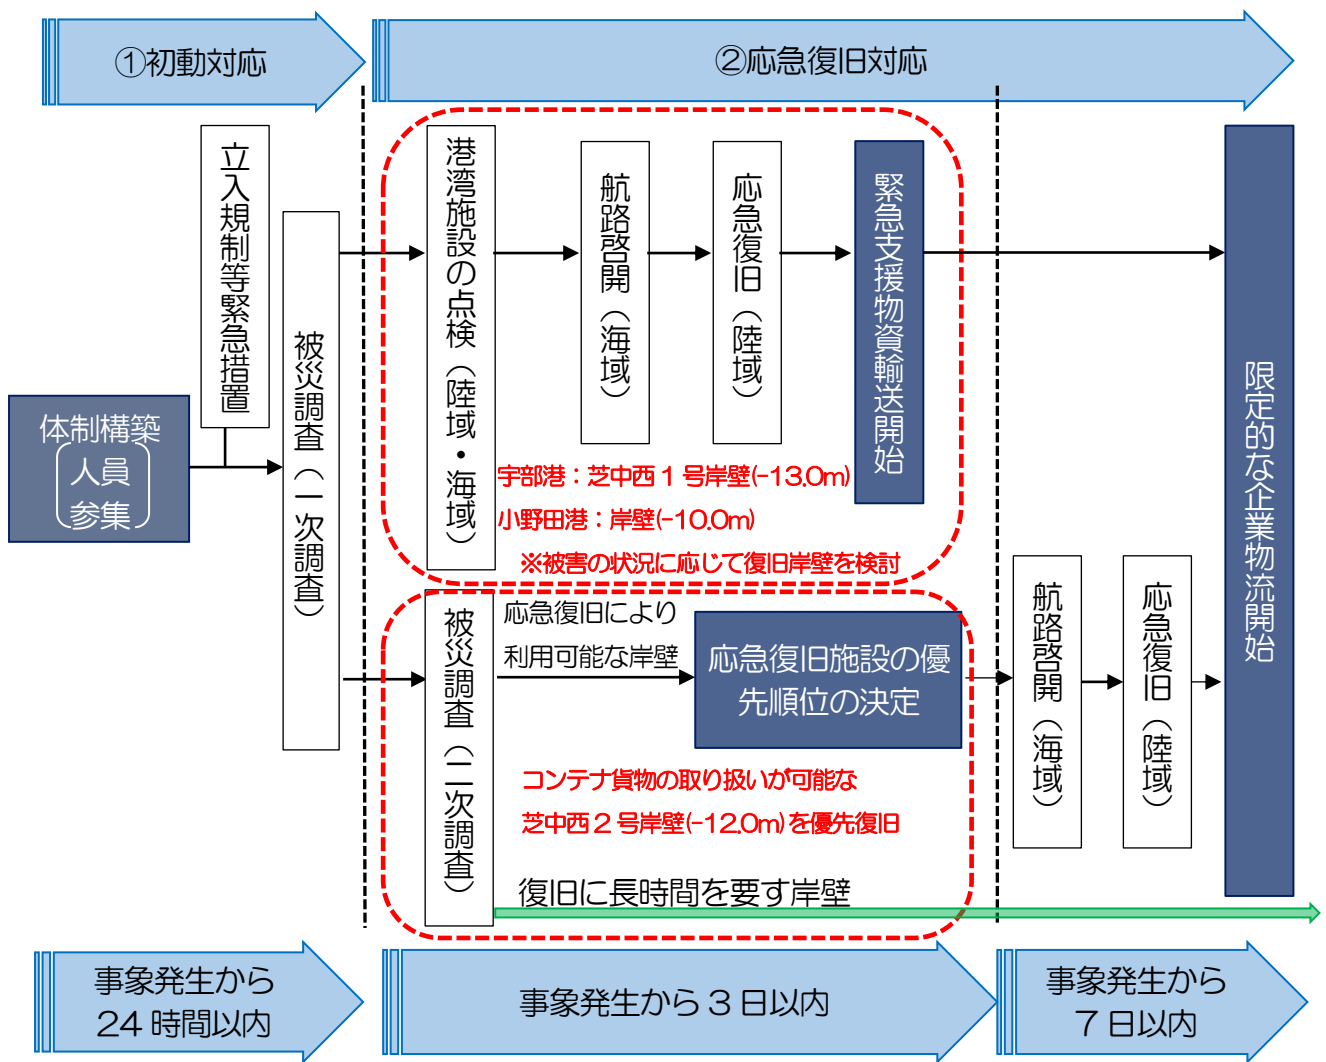 ①初動対応
②応急復旧対応
体制構築
人員
参集
立入規制等緊急措置
被災調査（一次調査）
港湾施設の点検（陸域・海域）
航路啓開（海域）
応急復旧（陸域）
緊急支援物資輸送開始
宇部港：芝中西1号岸壁(-13.0m)
小野田港：岸壁(-10.0m)
※被害の状況に応じて復旧岸壁を検討
被災調査（二次調査）
応急復旧により
利用可能な岸壁
応急復旧施設の優
先順位の決定
コンテナ貨物の取り扱いが可能な
芝中西2号岸壁(-12.0m)を優先復旧
復旧に長時間を要す岸壁
航路啓開（海域）
応急復旧（陸域）
限定的な企業物流開始
事象発生から
24時間以内
事象発生から3日以内
事象発生から
7日以内